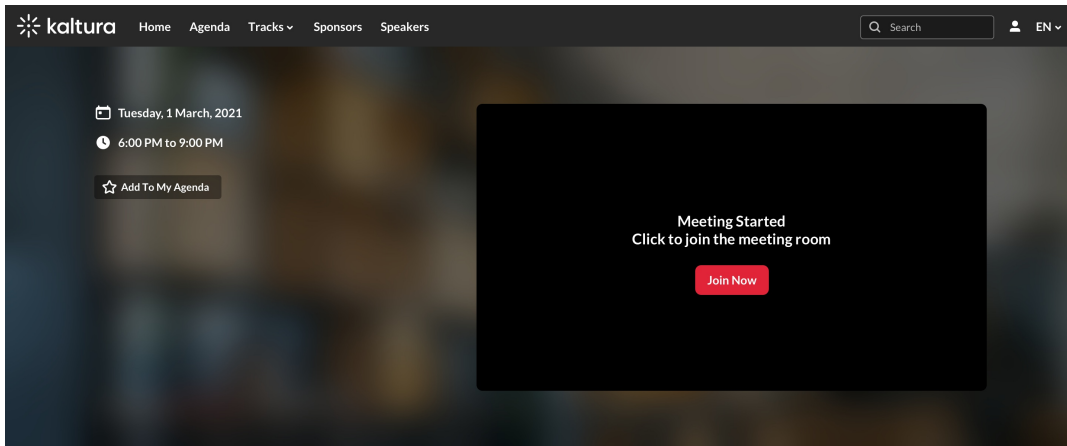 kaltura Home Agenda Tracks Sponsors Speakers Search EN
Tuesday, 1 March, 2021
6:00 PM to 9:00 PM
Add To My Agenda
Meeting Started
Click to join the meeting room
Join Now